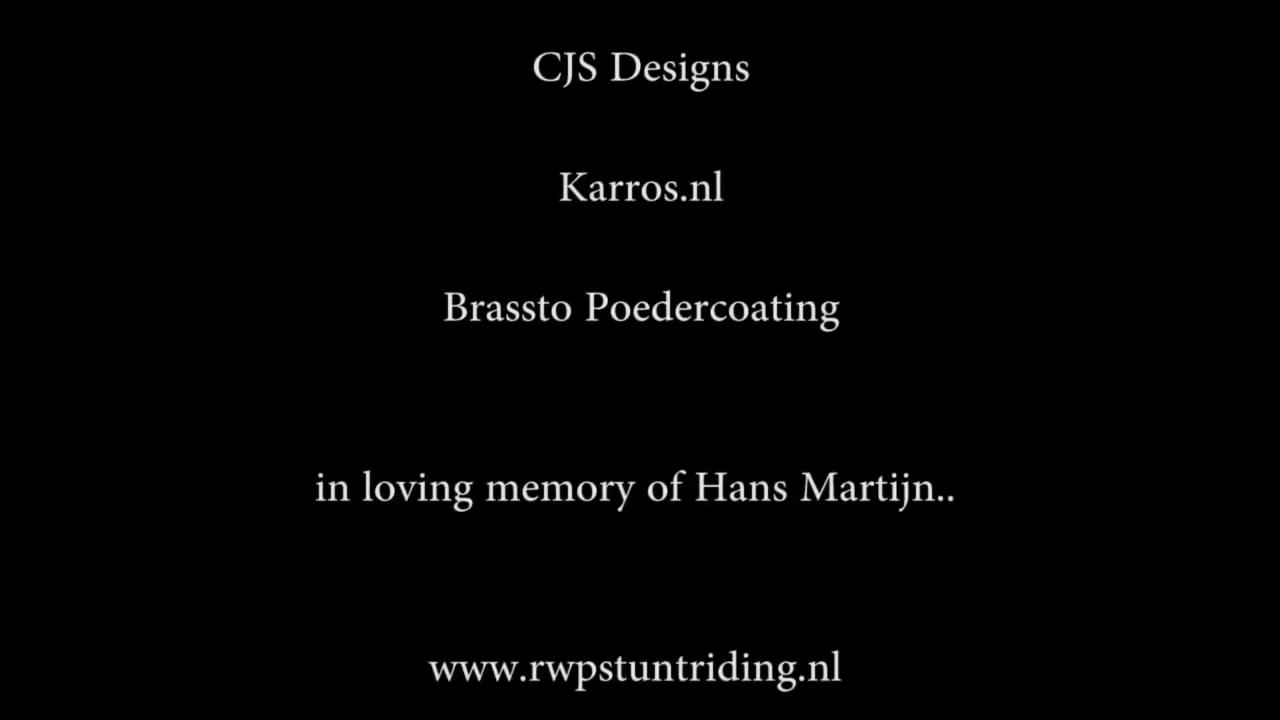 CJS Designs
Karros.nl
Brassto Poedercoating
in loving memory of Hans Martijn..
www.rwpstuntriding.nl